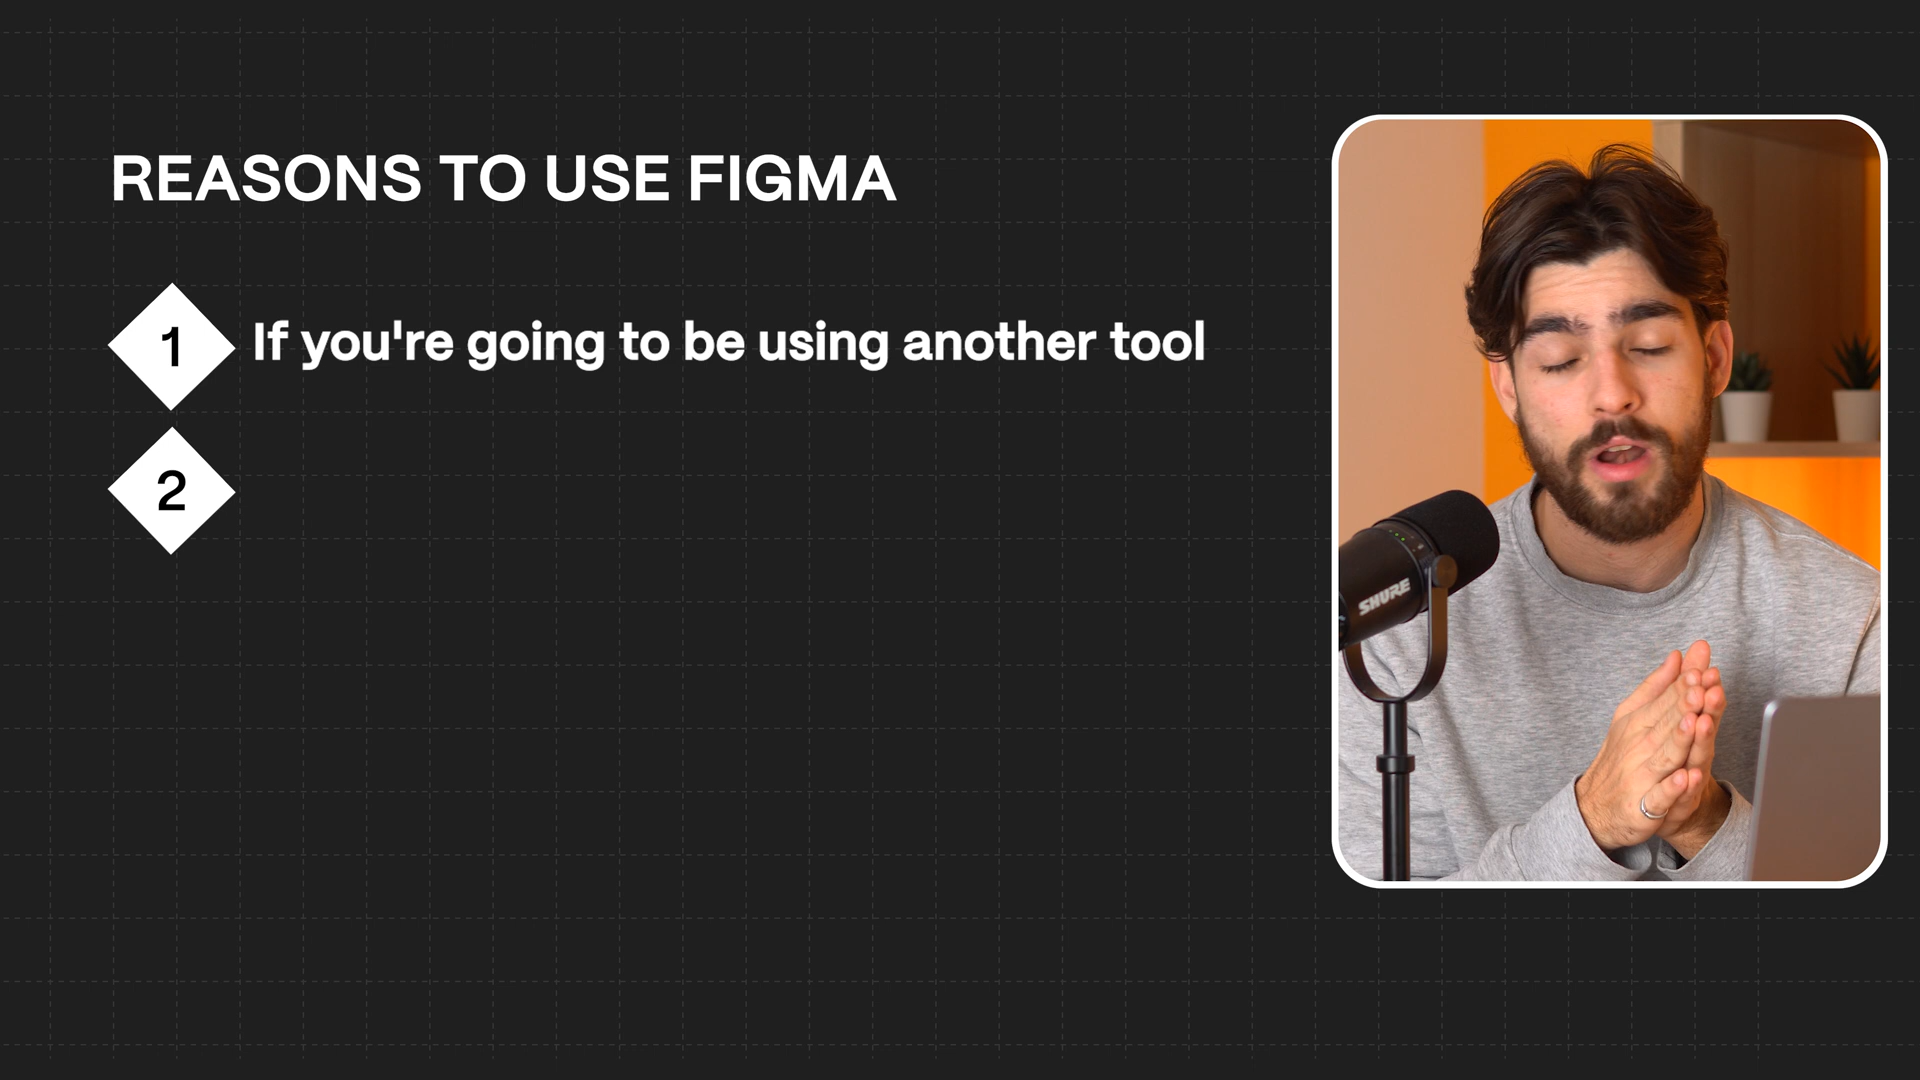 REASONS TO USE FIGMA
1 If you're going to be using another tool
2
SHURE